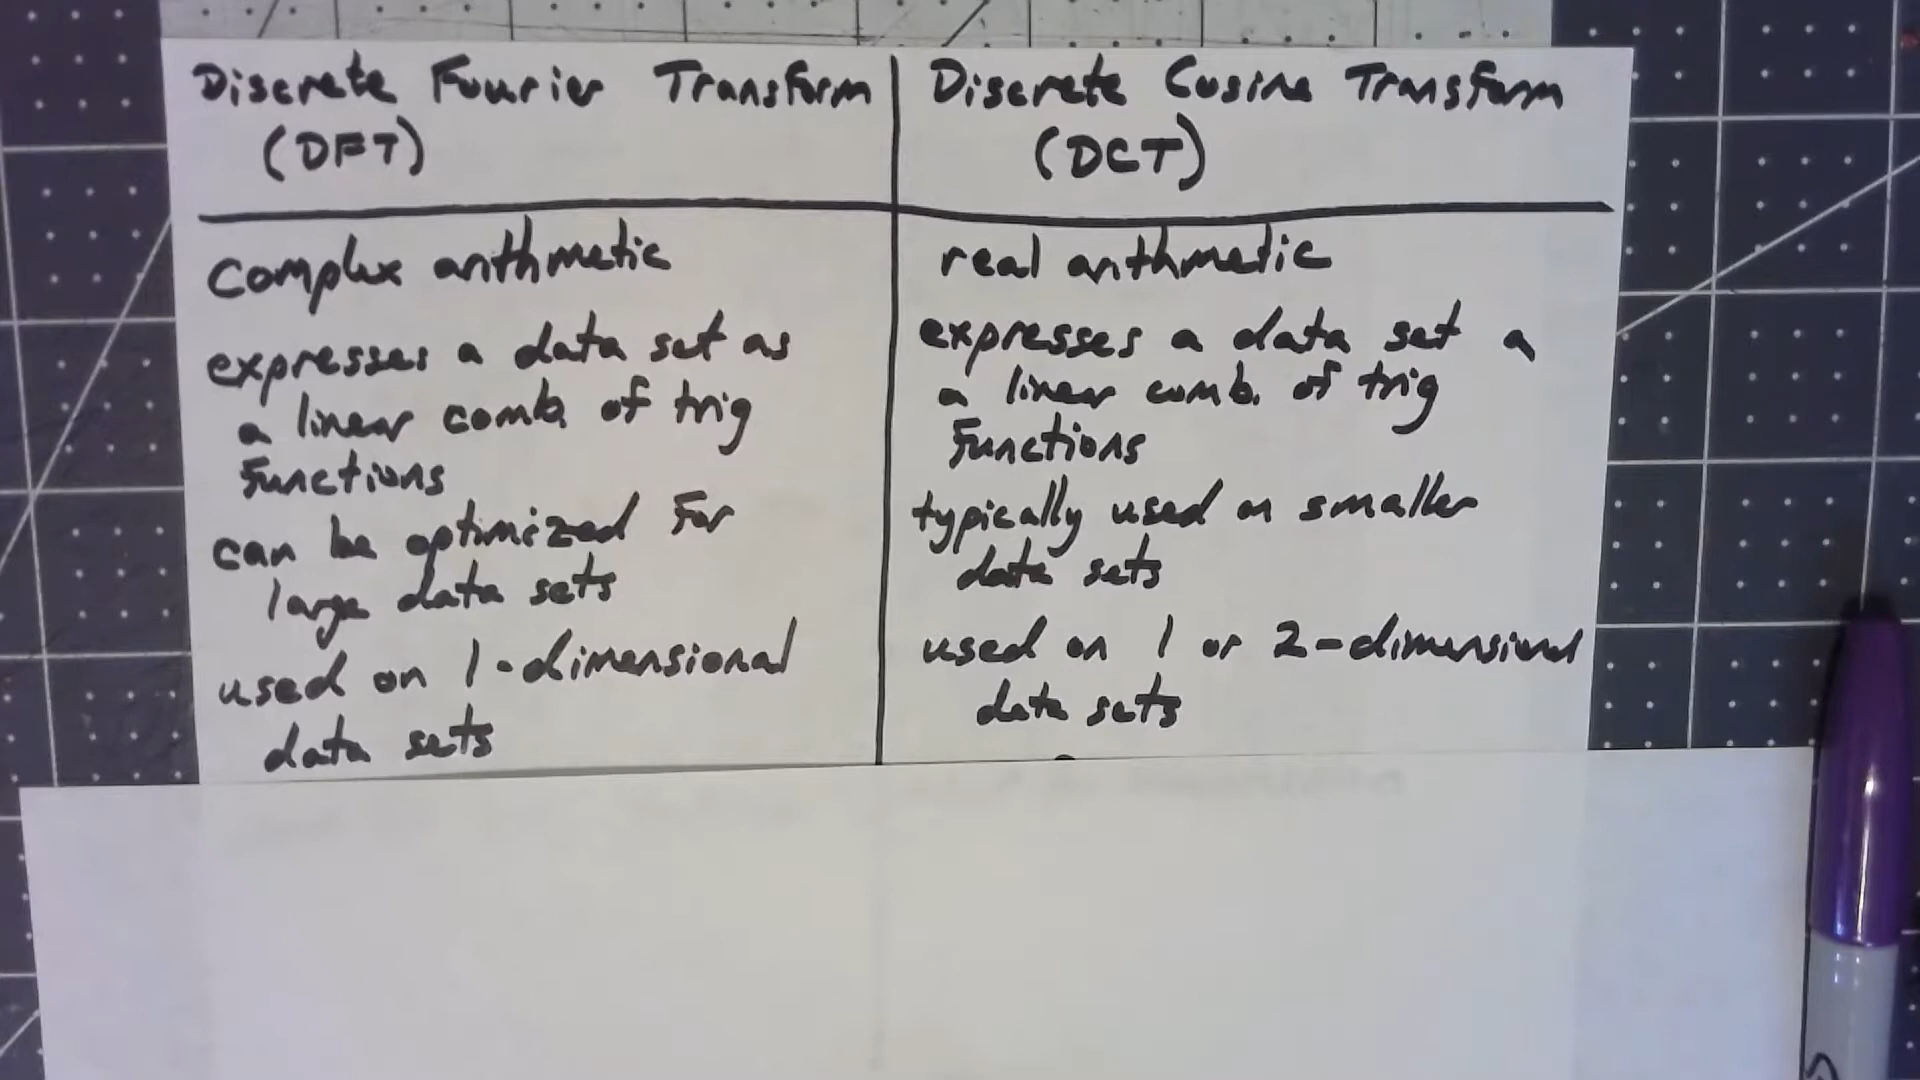 Discrete Fourier Transform
(DFT)
complex arithmetic
expresses a data set as
a linear comb. of trig
functions
can be optimized for
large data sets
used on 1-dimensional
data sets
Discrete Cosine Transform
(DCT)
real arithmetic
expresses a data set a
a linear comb. of trig
functions
typically used on smaller
data sets
used on 1 or 2-dimensional
data sets